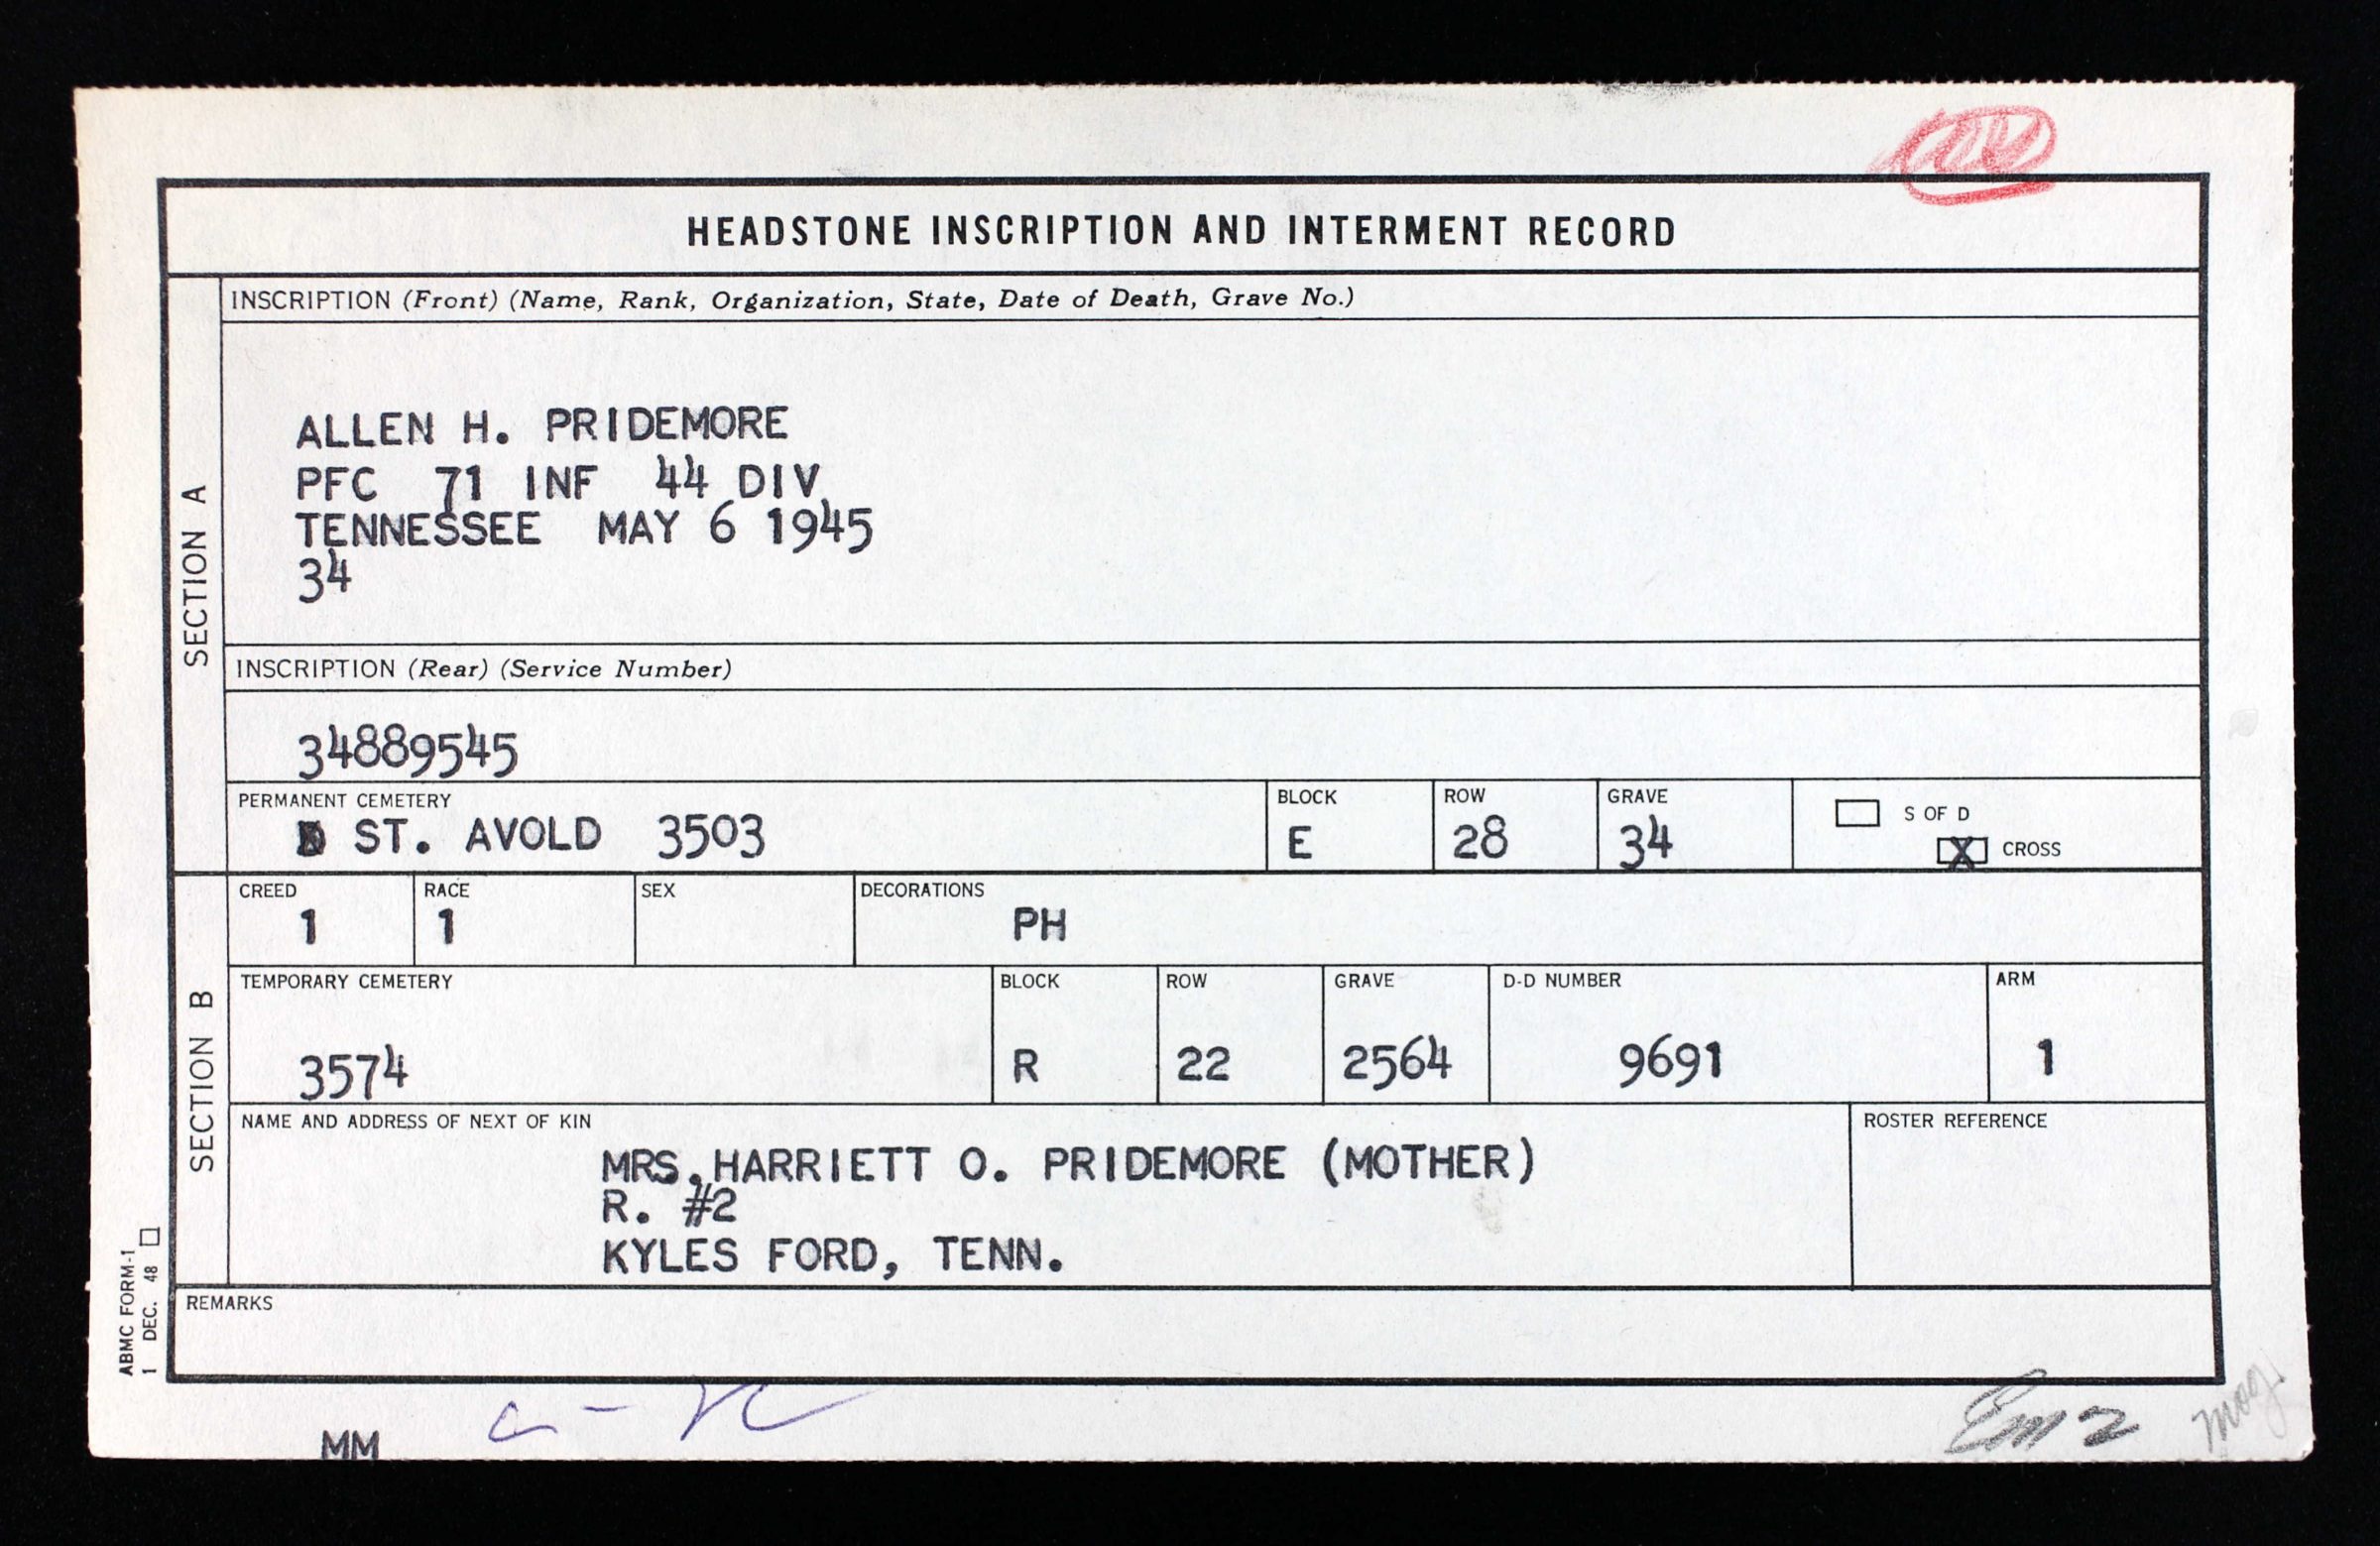 HEADSTONE INSCRIPTION AND INTERMENT RECORD
SECTION A
INSCRIPTION (Front) (Name, Rank, Organization, State, Date of Death, Grave No.)
ALLEN H. PRIDEMORE
PFC 71 INF 44 DIV
TENNESSEE MAY 6 1945
34
INSCRIPTION (Rear) (Service Number)
34889545
PERMANENT CEMETERY BLOCK ROW GRAVE S OF D
ST. AVOLD 3503 E 28 34 X CROSS
SECTION B
CREED RACE SEX DECORATIONS
1 1 PH
TEMPORARY CEMETERY BLOCK ROW GRAVE D-D NUMBER ARM
3574 R 22 2564 9691 1
NAME AND ADDRESS OF NEXT OF KIN ROSTER REFERENCE
MRS.HARRIETT O. PRIDEMORE (MOTHER)
R. #2
KYLES FORD, TENN.
REMARKS
ABMC FORM-1
1 DEC. 48
MM